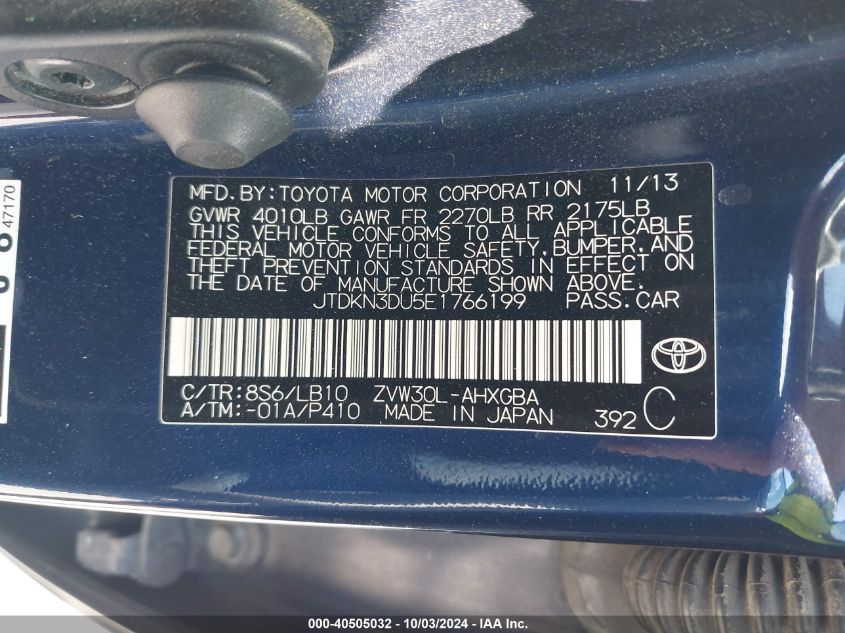 MFD.BY:TOYOTA MOTOR CORPORATION 11/13
GVWR 4010LB GAWR FR 2270LB RR 2175LB
THIS VEHICLE CONFORMS TO ALL APPLICABLE
FEDERAL MOTOR VEHICLE SAFETY,BUMPER,AND
THEFT PREVENTION STANDARDS IN EFFECT ON
THE DATE OF MANUFACTURE SHOWN ABOVE.
JTDKN3DU5E1766199 PASS.CAR
C/TR:8S6/LB10 ZVW30L-AHXGBA
A/TM:-01A/P410 MADE IN JAPAN 392 C
47170
000-40505032 - 10/03/2024 - IAA Inc.